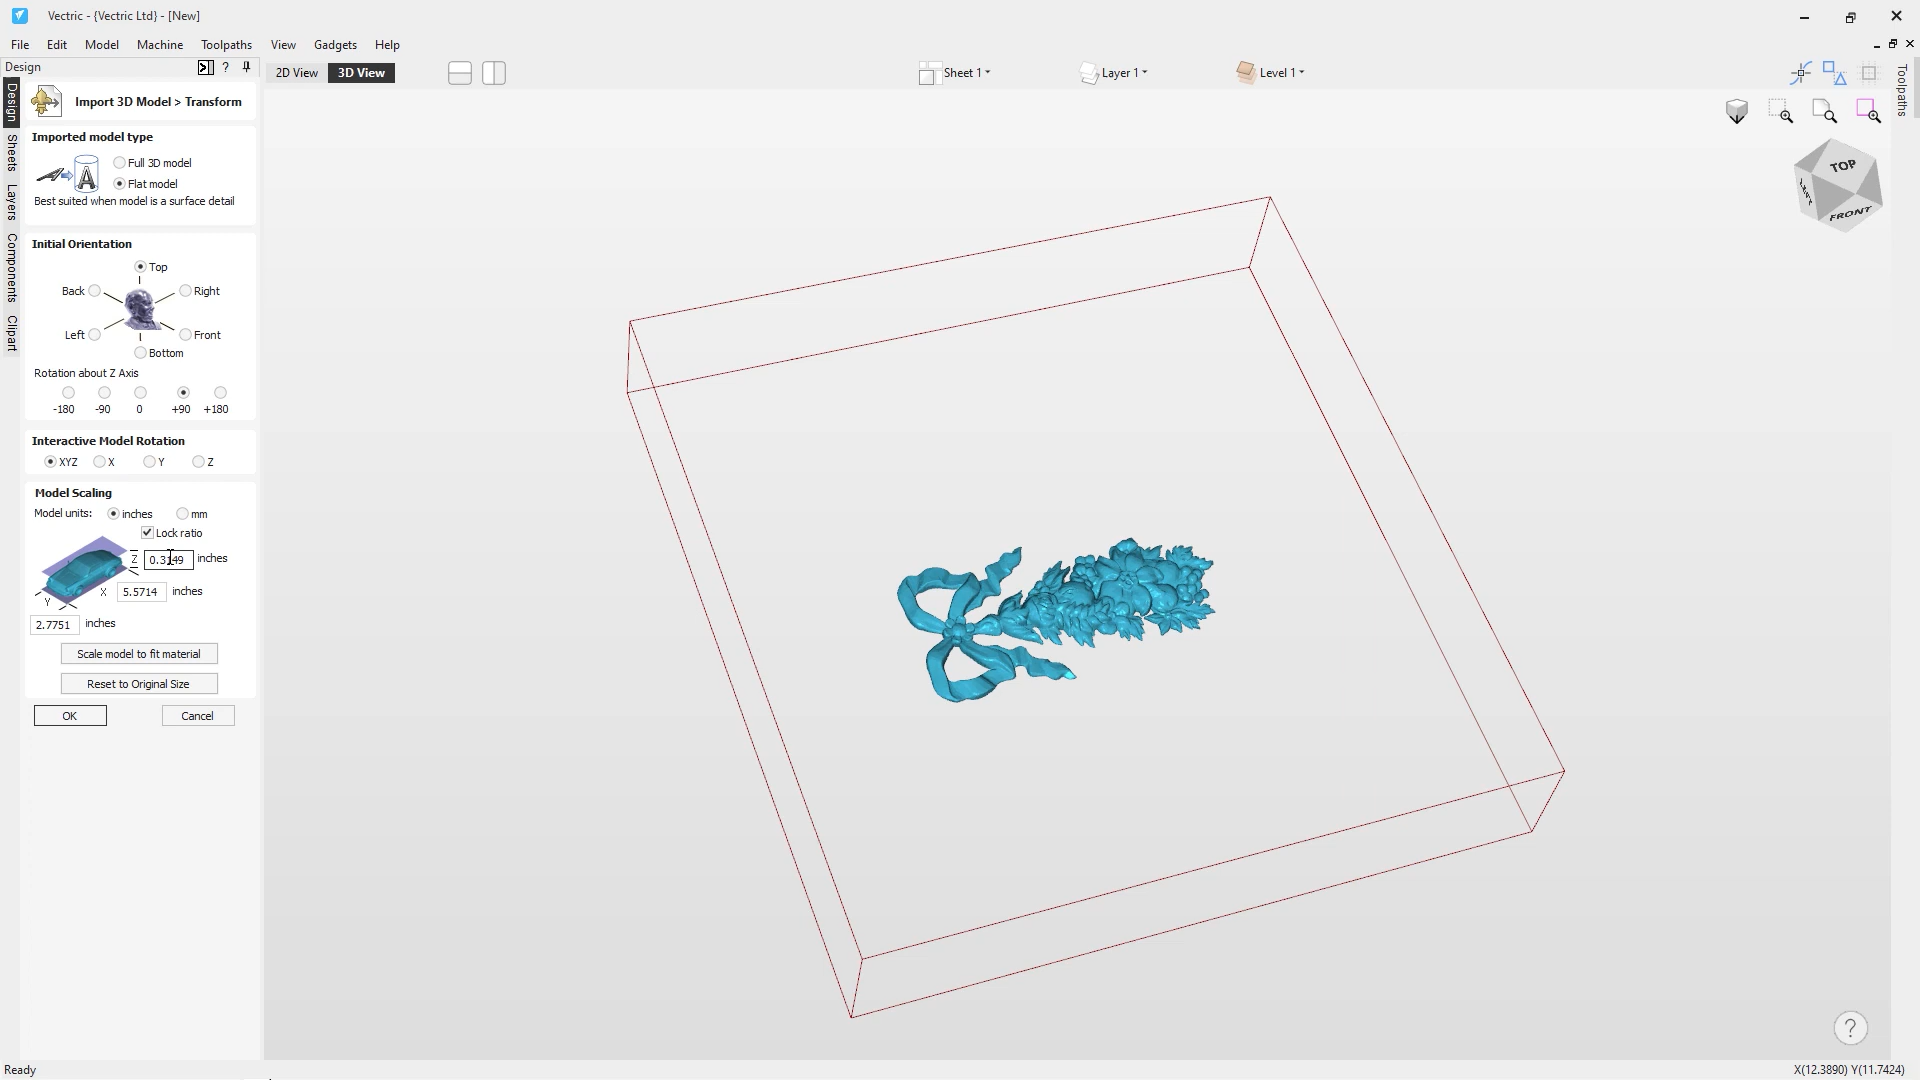 Vectric - {Vectric Ltd} - [New]
File Edit Model Machine Toolpaths View Gadgets Help
Design ?
2D View 3D View Sheet 1 Layer 1 Level 1
Design
Sheets
Layers
Components
Clipart
Toolpaths
Import 3D Model > Transform
Imported model type
Full 3D model
Flat model
Best suited when model is a surface detail
Initial Orientation
Top
Back Right
Left Front
Bottom
Rotation about Z Axis
-180 -90 0 +90 +180
Interactive Model Rotation
XYZ X Y Z
Model Scaling
Model units: inches mm
Lock ratio
Z 0.3149 inches
X 5.5714 inches
Y
2.7751 inches
Scale model to fit material
Reset to Original Size
OK Cancel
TOP
LEFT
FRONT
?
Ready X(12.3890) Y(11.7424)